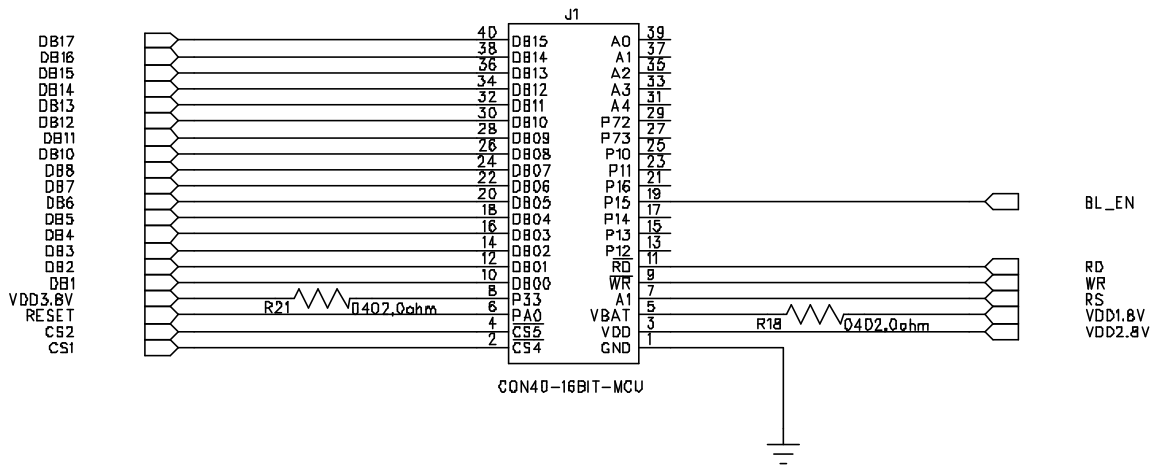 J1
DB17 40 DB15 A0 39
DB16 38 DB14 A1 37
DB15 36 DB13 A2 35
DB14 34 DB12 A3 33
DB13 32 DB11 A4 31
DB12 30 DB10 P72 29
DB11 28 DB09 P73 27
DB10 26 DB08 P10 25
DB8 24 DB07 P11 23
DB7 22 DB06 P16 21
DB6 20 DB05 P15 19 BL_EN
DB5 18 DB04 P14 17
DB4 16 DB03 P13 15
DB3 14 DB02 P12 13
DB2 12 DB01 RD 11 RD
DB1 10 DB00 WR 9 WR
VDD3.8V R21 0402,0ohm 8 P33 A1 7 RS
RESET 6 PA0 VBAT 5 R18 0402,0ohm VDD1.8V
CS2 4 CS5 VDD 3 VDD2.8V
CS1 2 CS4 GND 1
CON40-16BIT-MCU